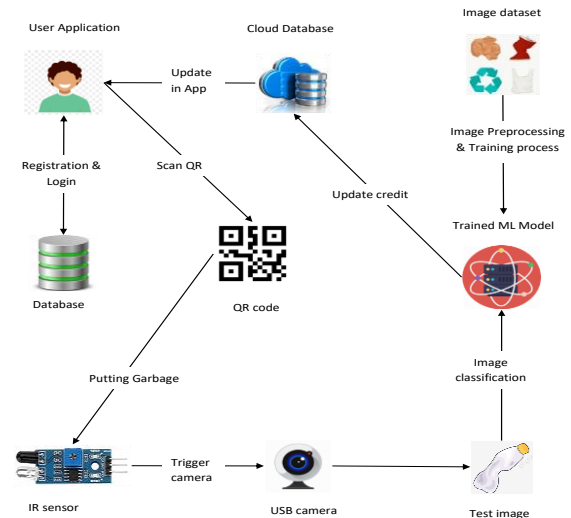 Image dataset
User Application
Cloud Database
Update
in App
Image Preprocessing
& Training process
Registration &
Login
Scan QR
Update credit
Trained ML Model
Database
QR code
Putting Garbage
Image
classification
Trigger
camera
IR sensor
USB camera
Test image